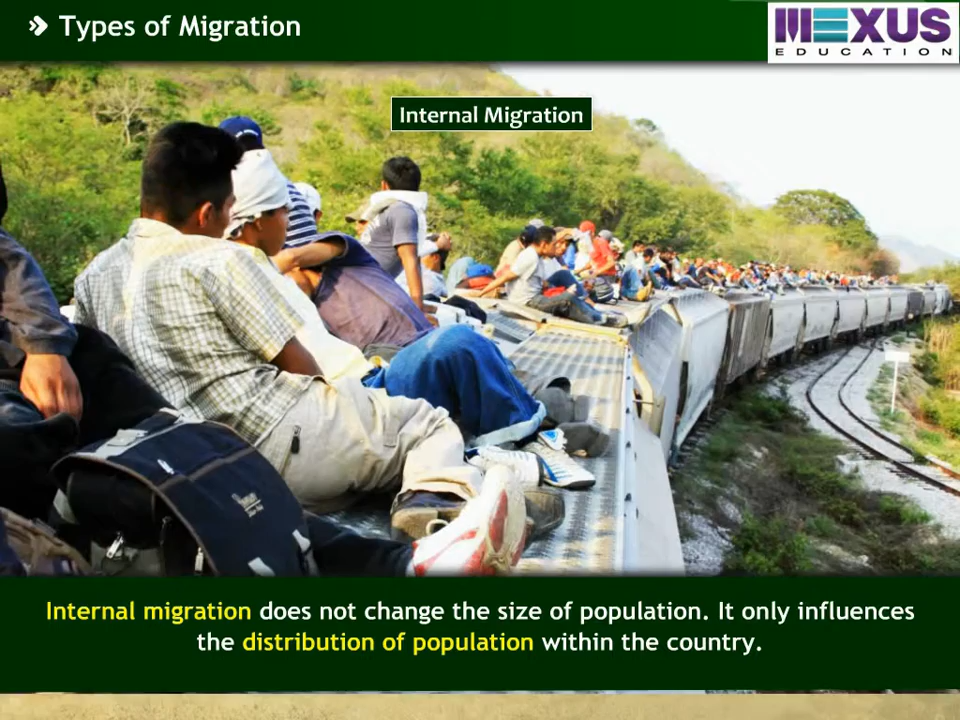 Types of Migration
MEXUS
EDUCATION
Internal Migration
Internal migration does not change the size of population. It only influences
the distribution of population within the country.